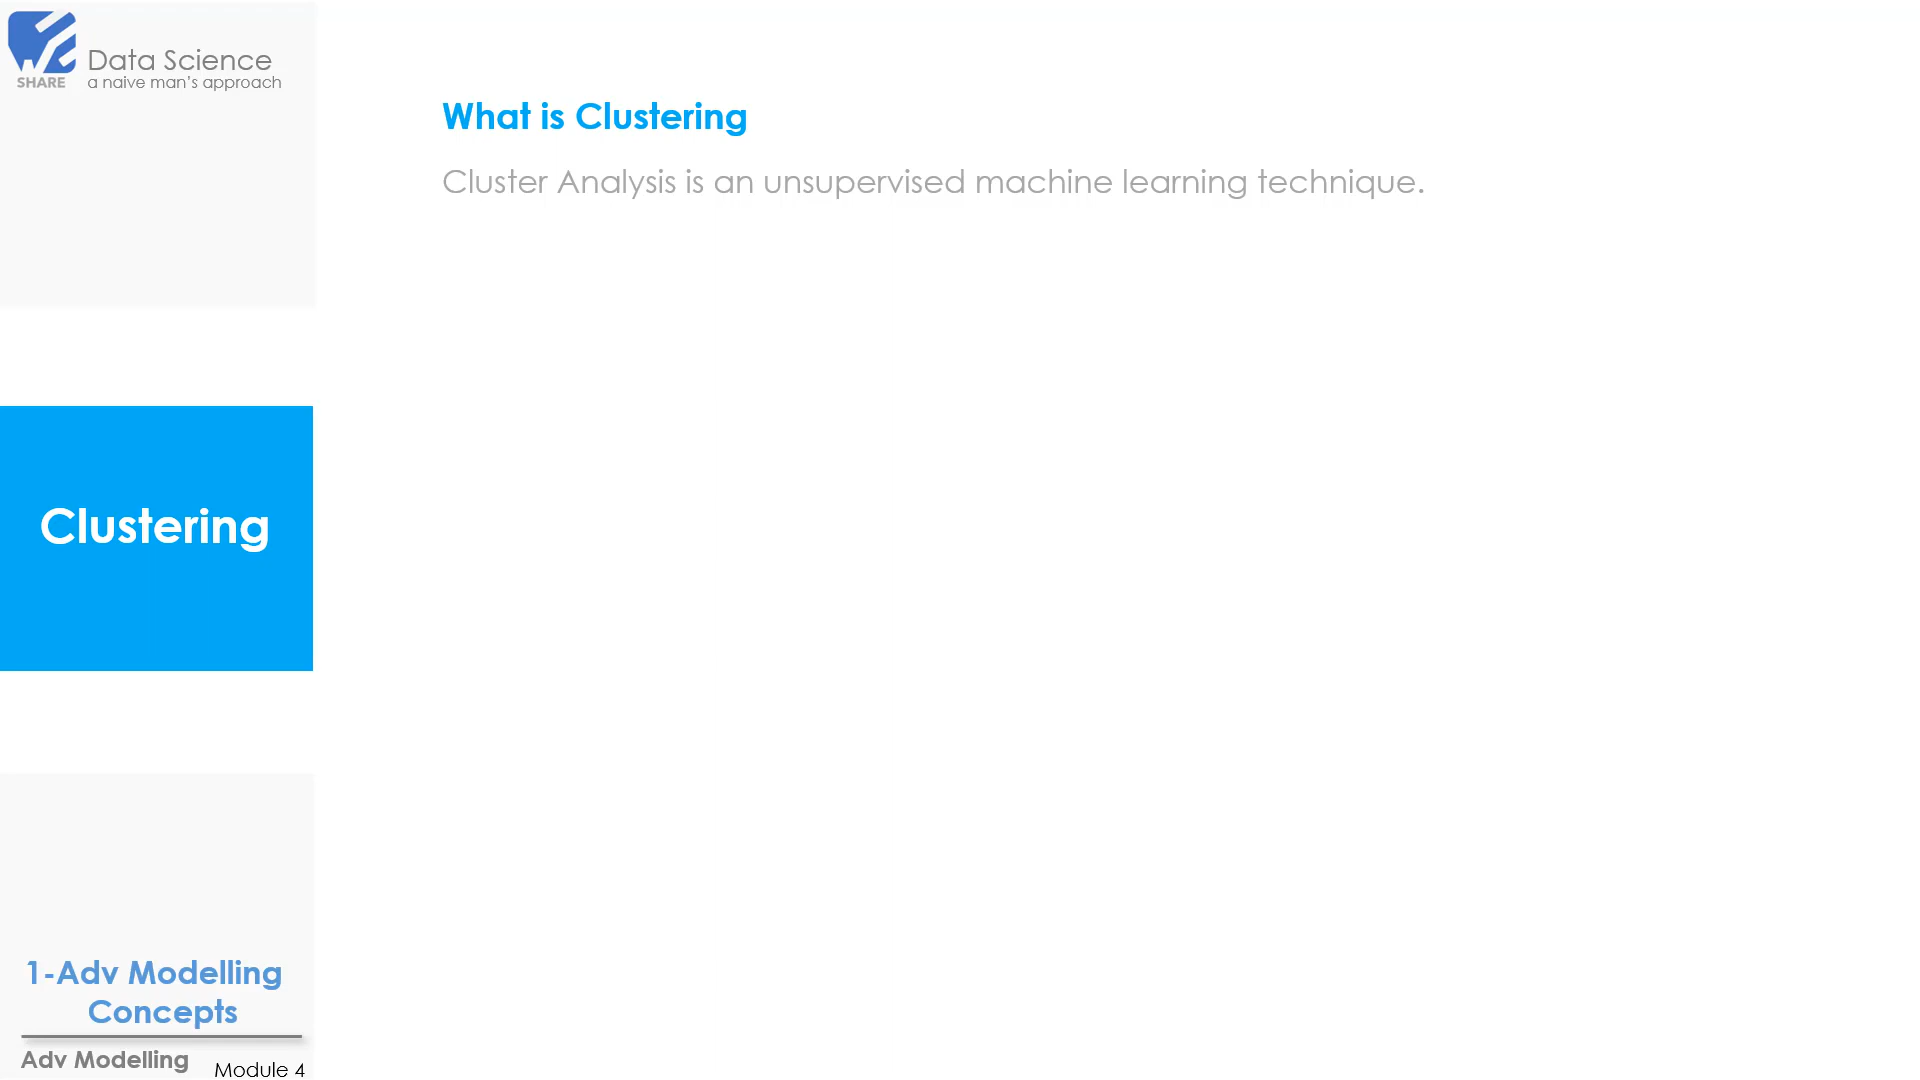 SHARE
Data Science
a naive man's approach
What is Clustering
Cluster Analysis is an unsupervised machine learning technique.
Clustering
1-Adv Modelling
Concepts
Adv Modelling
Module 4